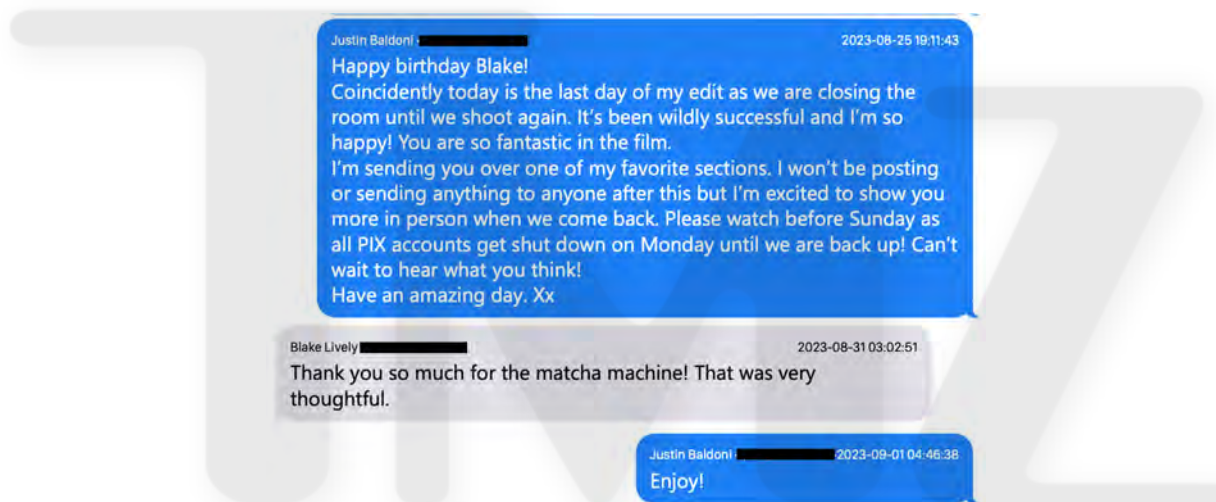 Justin Baldoni - 2023-08-25 19:11:43
Happy birthday Blake!
Coincidently today is the last day of my edit as we are closing the
room until we shoot again. It's been wildly successful and I'm so
happy! You are so fantastic in the film.
I'm sending you over one of my favorite sections. I won't be posting
or sending anything to anyone after this but I'm excited to show you
more in person when we come back. Please watch before Sunday as
all PIX accounts get shut down on Monday until we are back up! Can't
wait to hear what you think!
Have an amazing day. Xx
Blake Lively 2023-08-31 03:02:51
Thank you so much for the matcha machine! That was very
thoughtful.
Justin Baldoni - 2023-09-01 04:46:38
Enjoy!
TMZ